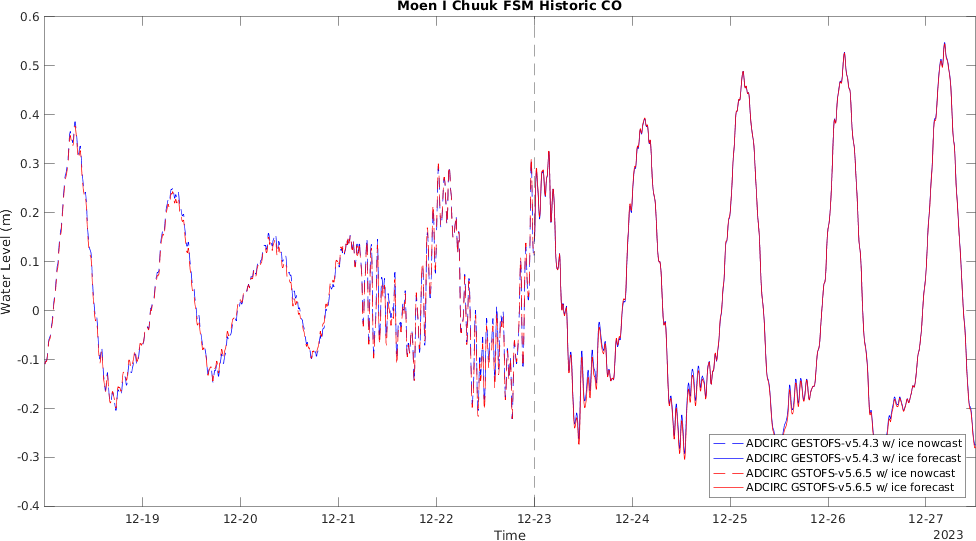 Moen I Chuuk FSM Historic CO
0.6
0.5
0.4
0.3
0.2
0.1
0
-0.1
-0.2
-0.3
-0.4
Water Level (m)
ADCIRC GESTOFS-v5.4.3 w/ ice nowcast
ADCIRC GESTOFS-v5.4.3 w/ ice forecast
ADCIRC GSTOFS-v5.6.5 w/ ice nowcast
ADCIRC GSTOFS-v5.6.5 w/ ice forecast
12-19 12-20 12-21 12-22 12-23 12-24 12-25 12-26 12-27
Time
2023